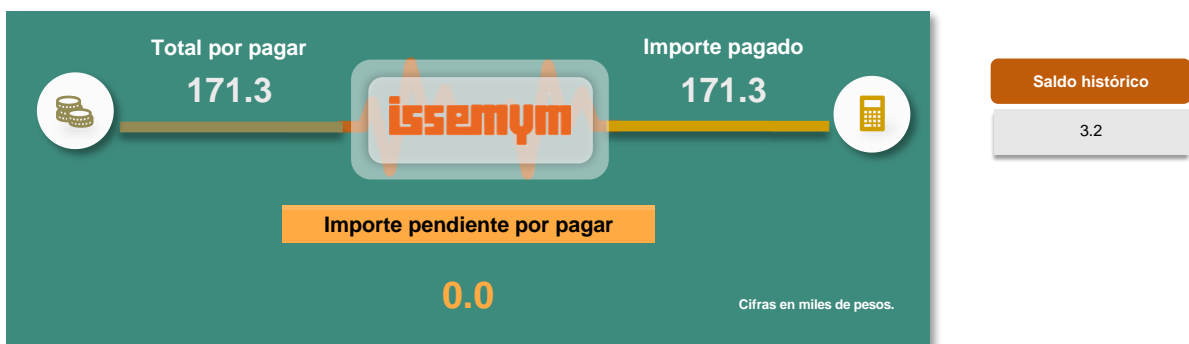 Total por pagar
171.3
issemym
Importe pagado
171.3
Importe pendiente por pagar
0.0
Cifras en miles de pesos.
Saldo histórico
3.2